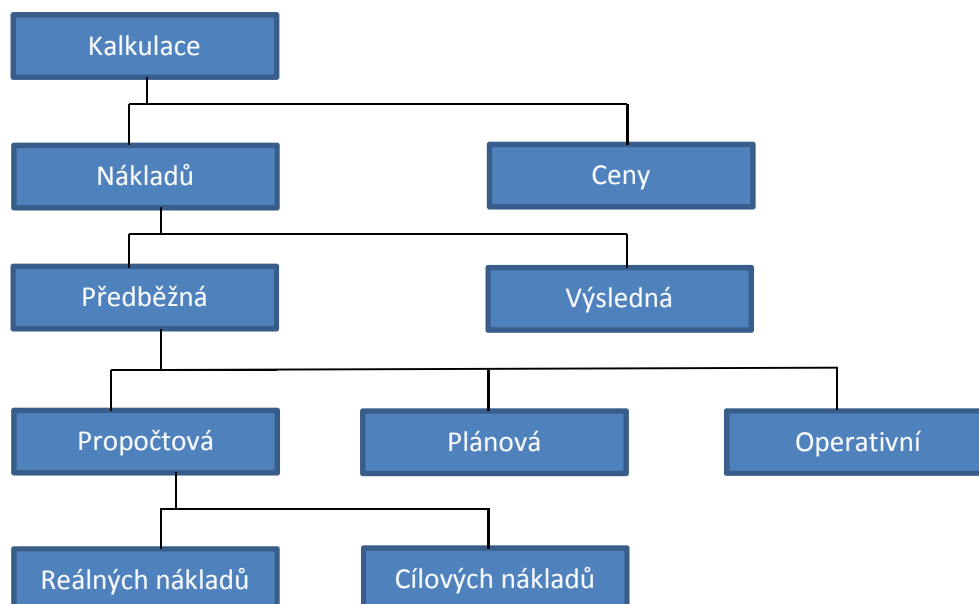 Kalkulace
Nákladů
Ceny
Předběžná
Výsledná
Propočtová
Plánová
Operativní
Reálných nákladů
Cílových nákladů